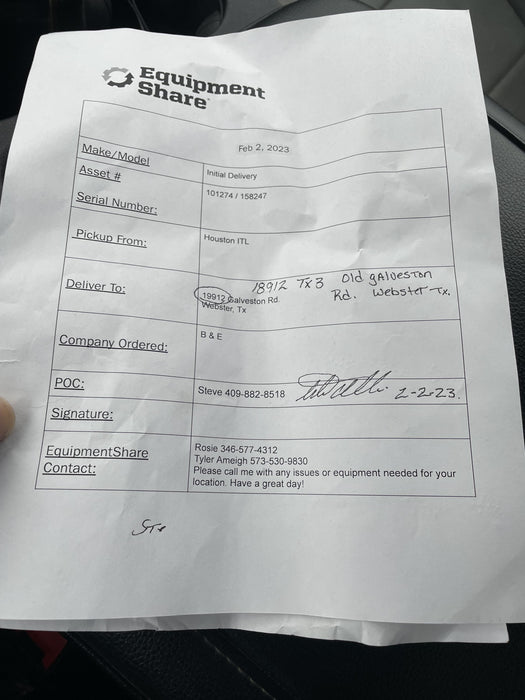 Equipment
Share
Feb 2, 2023
Make/Model
Initial Delivery
Asset #
101274 / 158247
Serial Number:
Pickup From:
Houston ITL
18912 TX3 Old gALVESTON
Rd. Webster Tx.
Deliver To:
19912 Galveston Rd.
Webster, Tx
Company Ordered:
B & E
POC:
Steve 409-882-8518
2-2-23.
Signature:
EquipmentShare
Contact:
Rosie 346-577-4312
Tyler Ameigh 573-530-9830
Please call me with any issues or equipment needed for your
location. Have a great day!